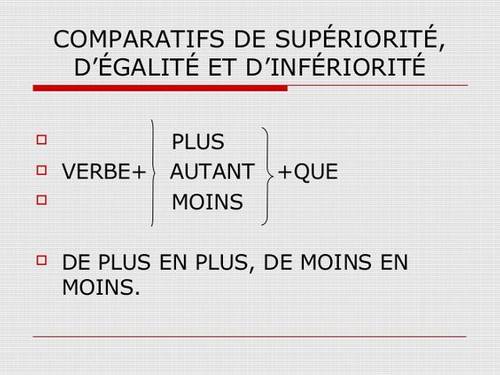 COMPARATIFS DE SUPÉRIORITÉ,
D’ÉGALITÉ ET D’INFÉRIORITÉ
PLUS
VERBE+ AUTANT +QUE
MOINS
DE PLUS EN PLUS, DE MOINS EN
MOINS.